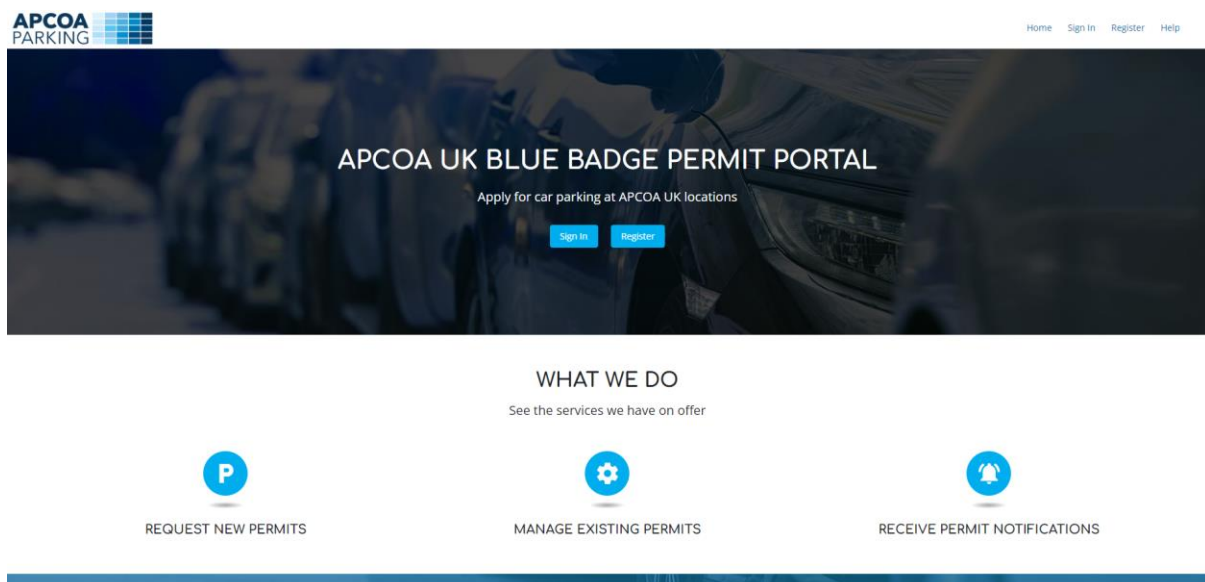 APCOA
PARKING
Home Sign In Register Help
APCOA UK BLUE BADGE PERMIT PORTAL
Apply for car parking at APCOA UK locations
Sign In Register
WHAT WE DO
See the services we have on offer
P
REQUEST NEW PERMITS
MANAGE EXISTING PERMITS
RECEIVE PERMIT NOTIFICATIONS